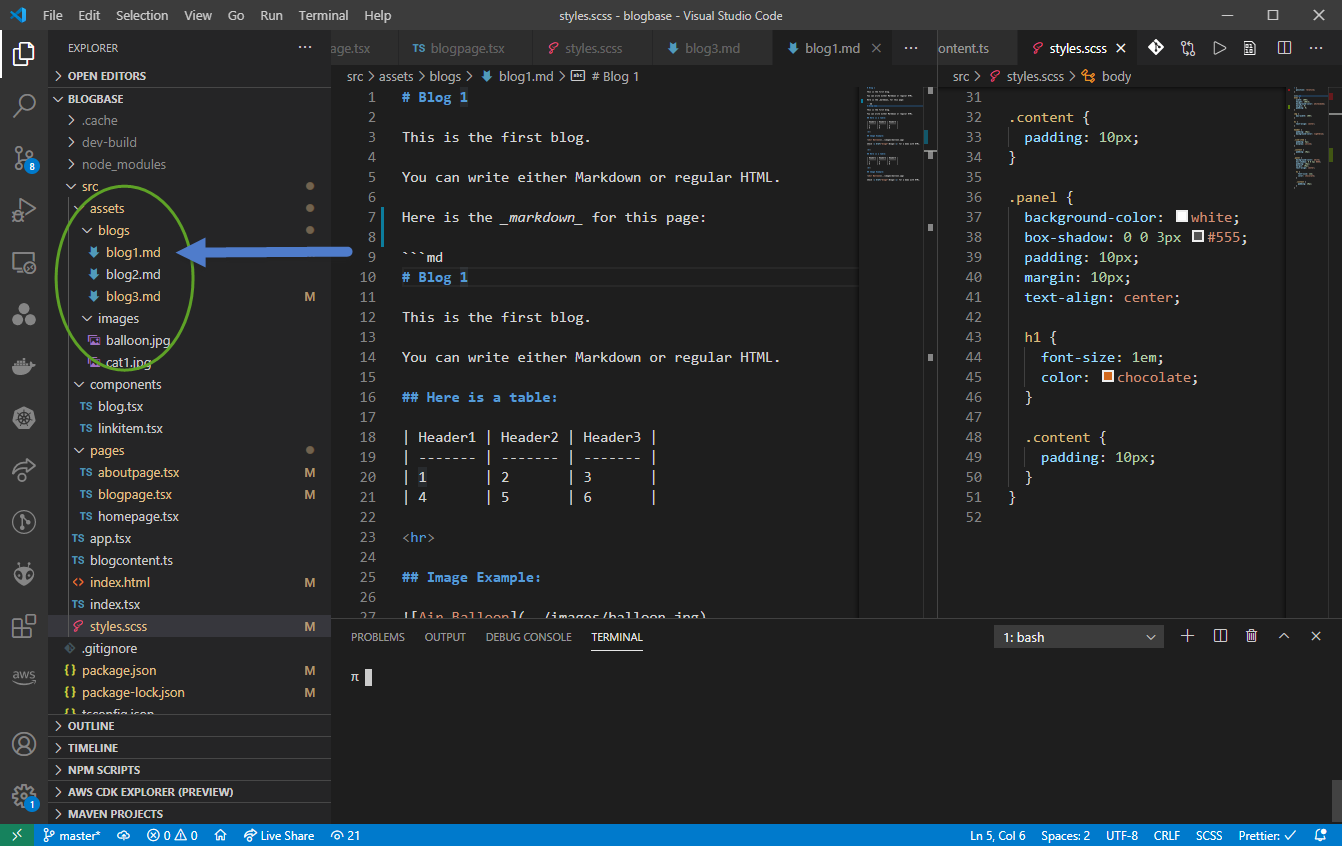 File Edit Selection View Go Run Terminal Help styles.scss - blogbase - Visual Studio Code
EXPLORER
OPEN EDITORS
BLOGBASE
.cache
dev-build
node_modules
src
assets
blogs
blog1.md
blog2.md
blog3.md M
images
balloon.jpg
cat1.jpg
components
TS blog.tsx
TS linkitem.tsx
pages
TS aboutpage.tsx M
TS blogpage.tsx M
TS homepage.tsx
TS app.tsx
TS blogcontent.ts
<> index.html M
TS index.tsx
styles.scss M
.gitignore
{} package.json M
{} package-lock.json M
{} tsconfig.json
OUTLINE
TIMELINE
NPM SCRIPTS
AWS CDK EXPLORER (PREVIEW)
MAVEN PROJECTS
8
aws
1
age.tsx TS blogpage.tsx styles.scss blog3.md blog1.md
src > assets > blogs > blog1.md > abc # Blog 1
1 # Blog 1
2
3 This is the first blog.
4
5 You can write either Markdown or regular HTML.
6
7 Here is the _markdown_ for this page:
8
9 ```md
10 # Blog 1
11
12 This is the first blog.
13
14 You can write either Markdown or regular HTML.
15
16 ## Here is a table:
17
18 | Header1 | Header2 | Header3 |
19 | ------- | ------- | ------- |
20 | 1 | 2 | 3 |
21 | 4 | 5 | 6 |
22
23 <hr>
24
25 ## Image Example:
26
27 ![Air Balloon](../images/balloon.jpg)
ontent.ts styles.scss
src > styles.scss > body
31
32 .content {
33 padding: 10px;
34 }
35
36 .panel {
37 background-color: white;
38 box-shadow: 0 0 3px #555;
39 padding: 10px;
40 margin: 10px;
41 text-align: center;
42
43 h1 {
44 font-size: 1em;
45 color: chocolate;
46 }
47
48 .content {
49 padding: 10px;
50 }
51 }
52
PROBLEMS OUTPUT DEBUG CONSOLE TERMINAL 1: bash
π
master* 0 0 Live Share 21 Ln 5, Col 6 Spaces: 2 UTF-8 CRLF SCSS Prettier: ✓